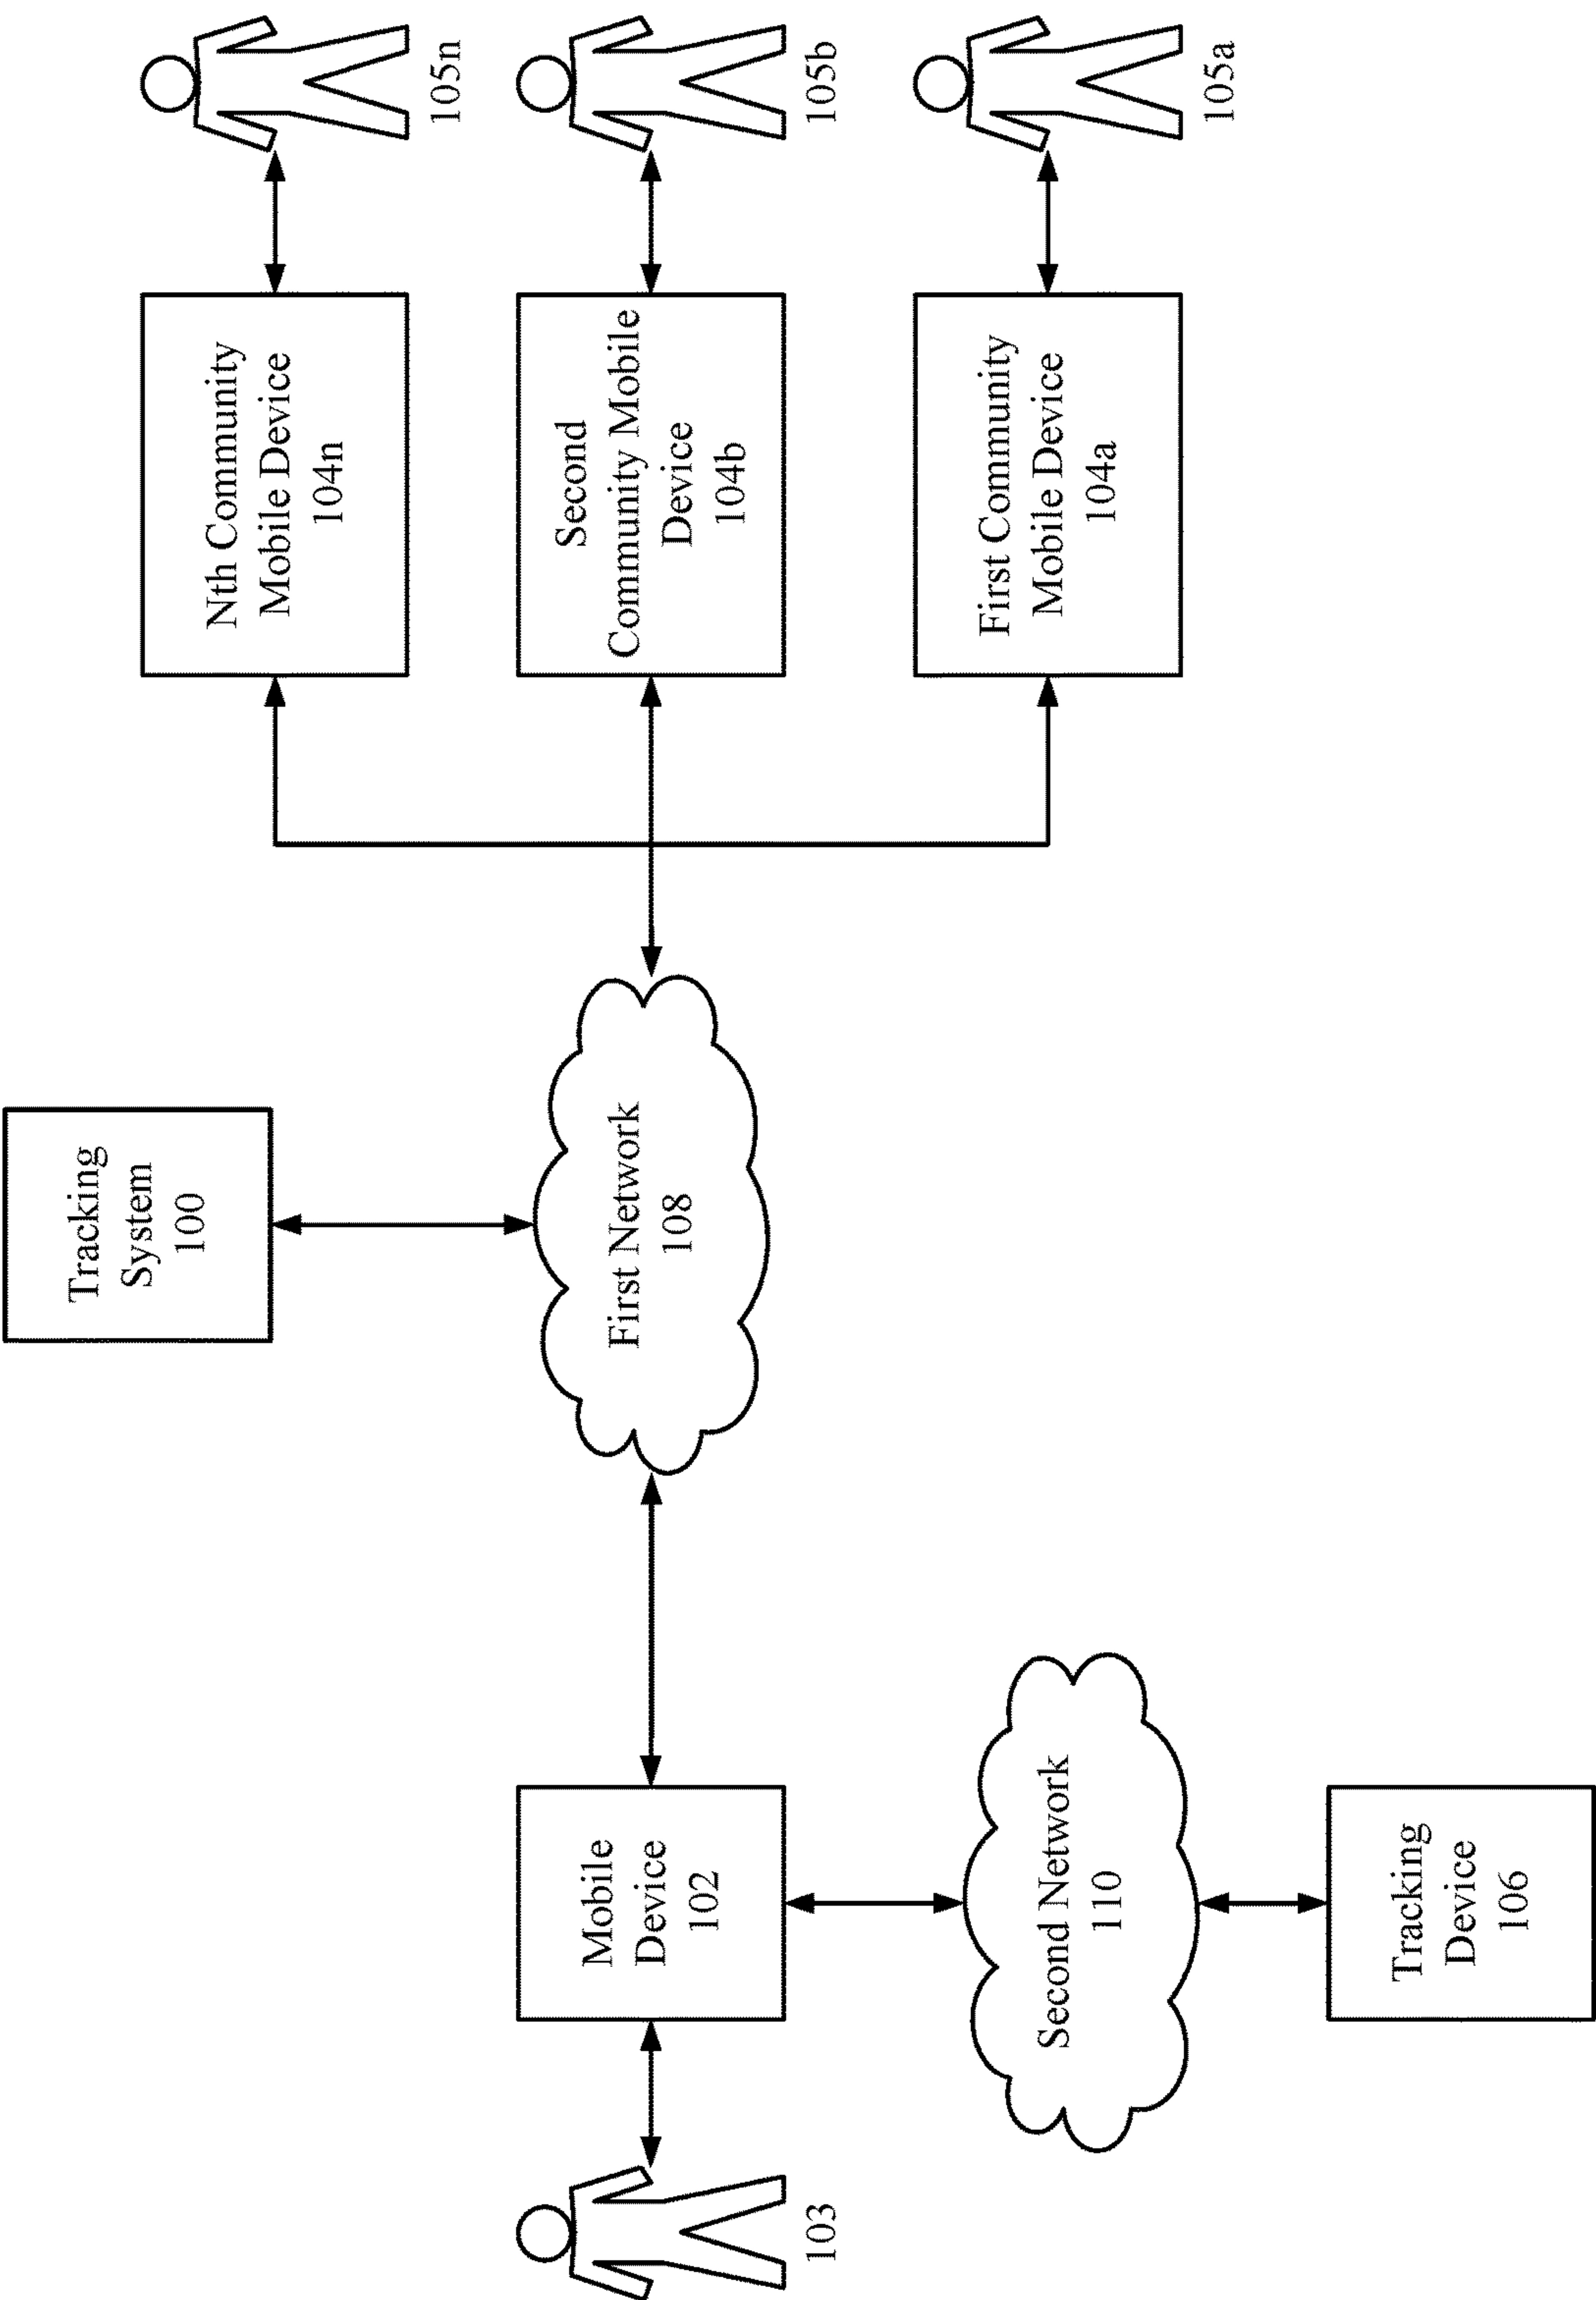 Tracking
System
100
Nth Community
Mobile Device
104n
105n
103
Mobile
Device
102
First Network
108
Second
Community Mobile
Device
104b
105b
Second Network
110
First Community
Mobile Device
104a
105a
Tracking
Device
106